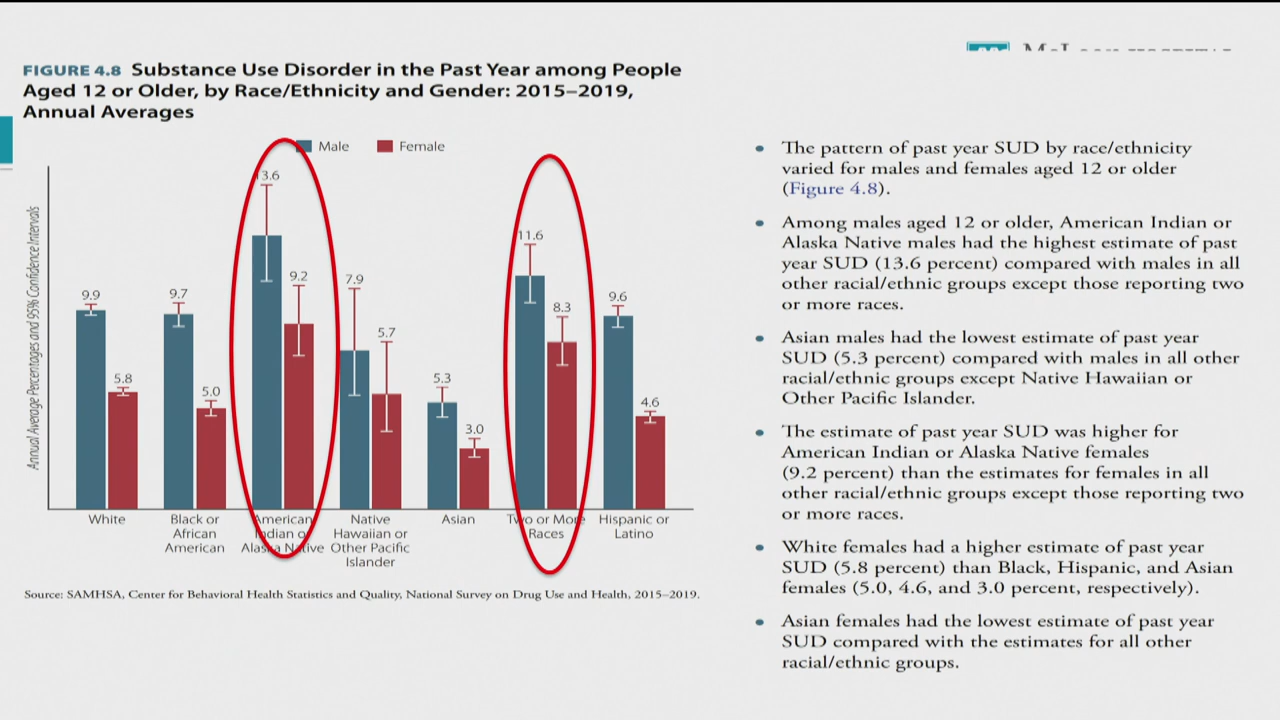 FIGURE 4.8 Substance Use Disorder in the Past Year among People
Aged 12 or Older, by Race/Ethnicity and Gender: 2015–2019,
Annual Averages
Male
Female
Annual Average Percentages and 95% Confidence Intervals
9.9
5.8
9.7
5.0
13.6
9.2
7.9
5.7
5.3
3.0
11.6
8.3
9.6
4.6
White
Black or
African
American
American
Indian or
Alaska Native
Native
Hawaiian or
Other Pacific
Islander
Asian
Two or More
Races
Hispanic or
Latino
Source: SAMHSA, Center for Behavioral Health Statistics and Quality, National Survey on Drug Use and Health, 2015–2019.
• The pattern of past year SUD by race/ethnicity
varied for males and females aged 12 or older
(Figure 4.8).
• Among males aged 12 or older, American Indian or
Alaska Native males had the highest estimate of past
year SUD (13.6 percent) compared with males in all
other racial/ethnic groups except those reporting two
or more races.
• Asian males had the lowest estimate of past year
SUD (5.3 percent) compared with males in all other
racial/ethnic groups except Native Hawaiian or
Other Pacific Islander.
• The estimate of past year SUD was higher for
American Indian or Alaska Native females
(9.2 percent) than the estimates for females in all
other racial/ethnic groups except those reporting two
or more races.
• White females had a higher estimate of past year
SUD (5.8 percent) than Black, Hispanic, and Asian
females (5.0, 4.6, and 3.0 percent, respectively).
• Asian females had the lowest estimate of past year
SUD compared with the estimates for all other
racial/ethnic groups.